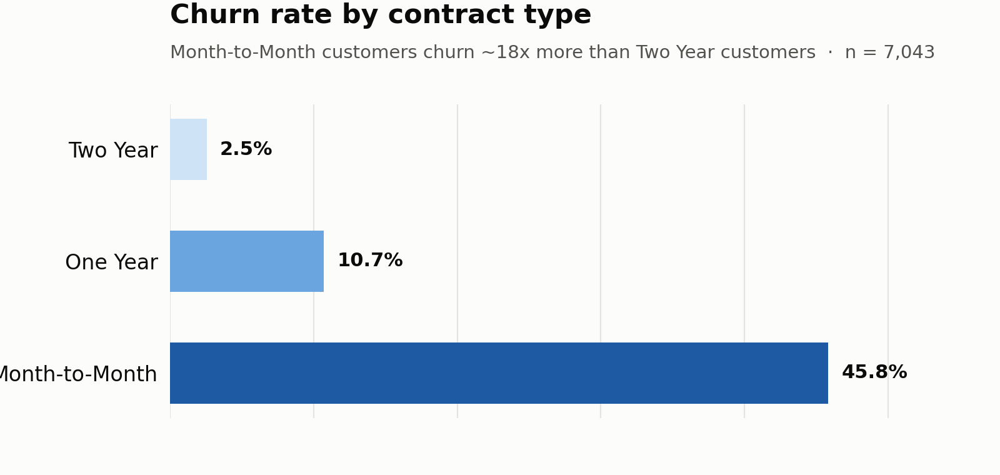 Churn rate by contract type
Month-to-Month customers churn ~18x more than Two Year customers · n = 7,043
Two Year 2.5%
One Year 10.7%
Month-to-Month 45.8%